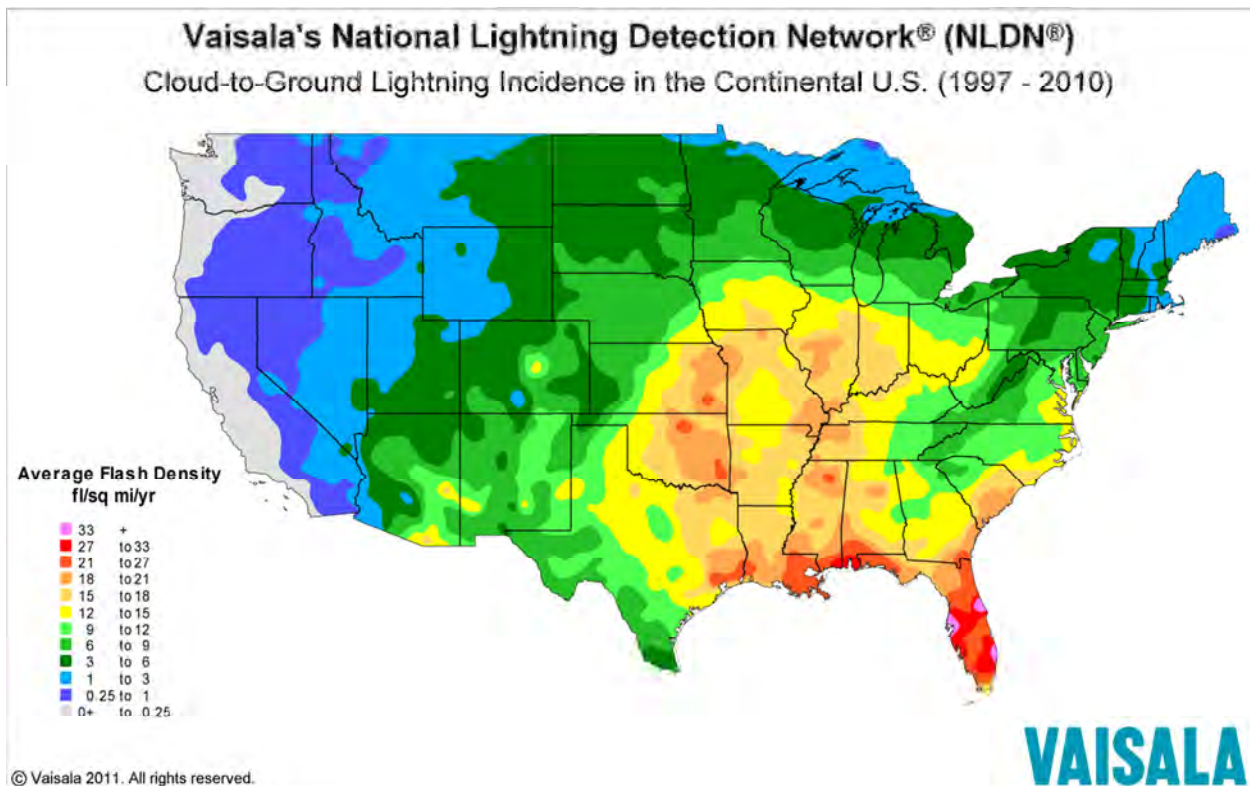 Vaisala's National Lightning Detection Network® (NLDN®)
Cloud-to-Ground Lightning Incidence in the Continental U.S. (1997 - 2010)
Average Flash Density
fl/sq mi/yr
33 +
27 to 33
21 to 27
18 to 21
15 to 18
12 to 15
9 to 12
6 to 9
3 to 6
1 to 3
0.25 to 1
0+ to 0.25
VAISALA
© Vaisala 2011. All rights reserved.